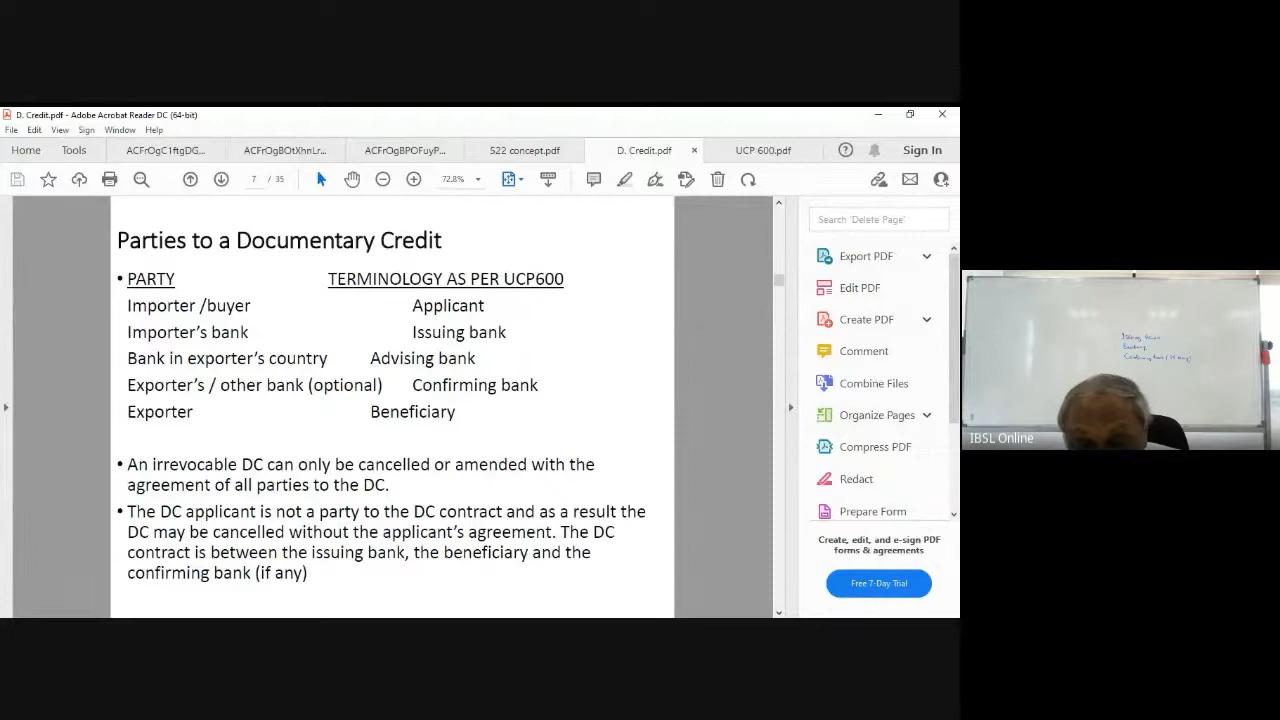 D. Credit.pdf - Adobe Acrobat Reader DC (64-bit)
File Edit View Sign Window Help
Home Tools ACFrOgC1ftgDG... ACFrOgBOtXhnLr... ACFrOgBPOFuyP... 522 concept.pdf D. Credit.pdf × UCP 600.pdf Sign In
7 / 35 72.8%
Parties to a Documentary Credit
• PARTY TERMINOLOGY AS PER UCP600
Importer /buyer Applicant
Importer’s bank Issuing bank
Bank in exporter’s country Advising bank
Exporter’s / other bank (optional) Confirming bank
Exporter Beneficiary
• An irrevocable DC can only be cancelled or amended with the
agreement of all parties to the DC.
• The DC applicant is not a party to the DC contract and as a result the
DC may be cancelled without the applicant’s agreement. The DC
contract is between the issuing bank, the beneficiary and the
confirming bank (if any)
Search 'Delete Page'
Export PDF
Edit PDF
Create PDF
Comment
Combine Files
Organize Pages
Compress PDF
Redact
Prepare Form
Create, edit, and e-sign PDF
forms & agreements
Free 7-Day Trial
IBSL Online